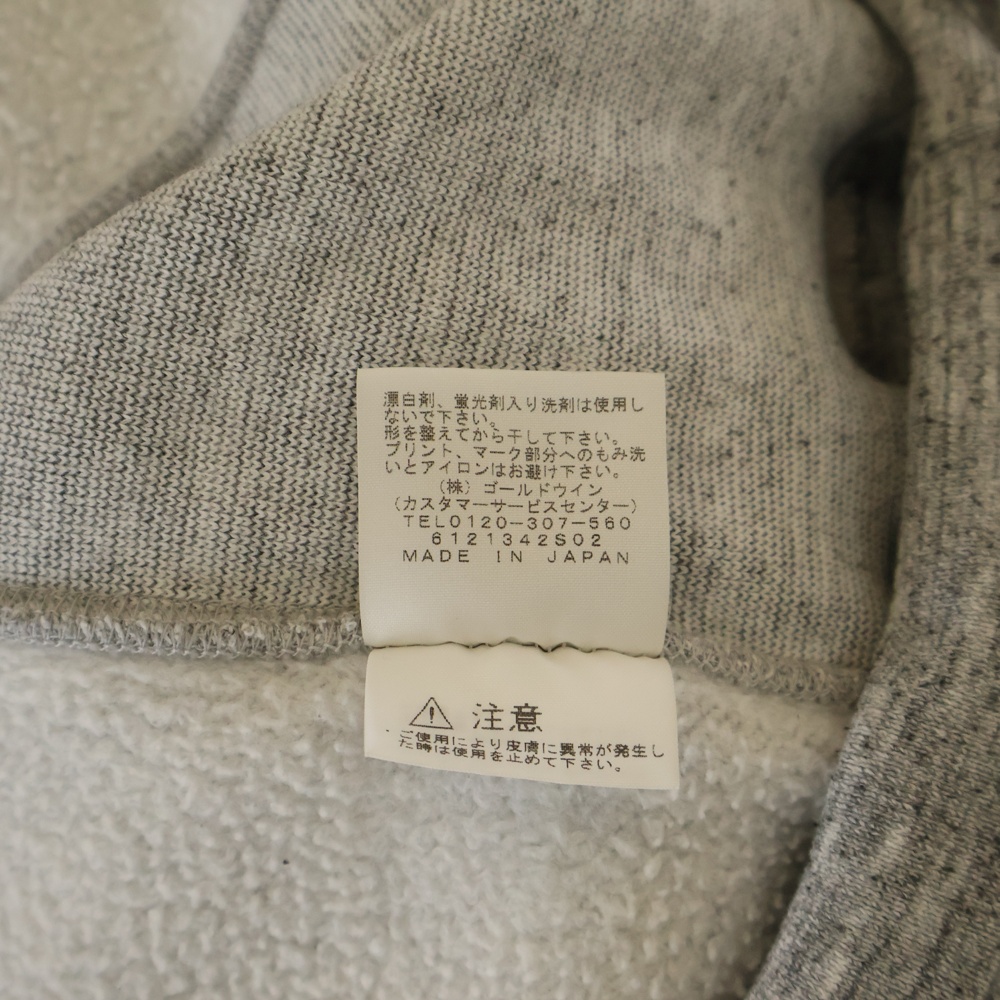 漂白剤、蛍光剤入り洗剤は使用し
ないで下さい。
形を整えてから干して下さい。
プリント、マーク部分へのもみ洗
いとアイロンはお避け下さい。
(株) ゴールドウイン
(カスタマーサービスセンター)
TEL0120-307-560
6121342S02
MADE IN JAPAN
注意
ご使用により皮膚に異常が発生し
た時は使用を止めて下さい。